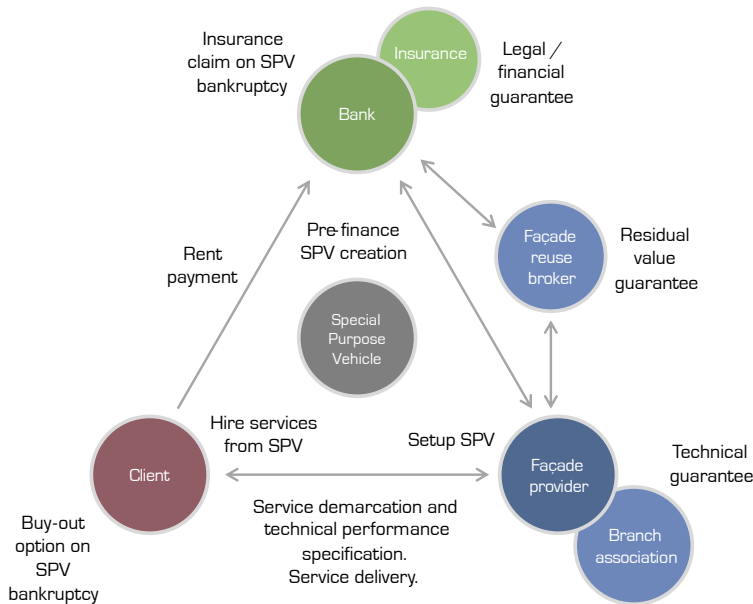 Insurance
claim on SPV
bankruptcy
Insurance
Legal /
financial
guarantee
Bank
Rent
payment
Pre-finance
SPV creation
Façade
reuse
broker
Residual
value
guarantee
Special
Purpose
Vehicle
Client
Hire services
from SPV
Setup SPV
Façade
provider
Technical
guarantee
Buy-out
option on
SPV
bankruptcy
Service demarcation and
technical performance
specification.
Service delivery.
Branch
association